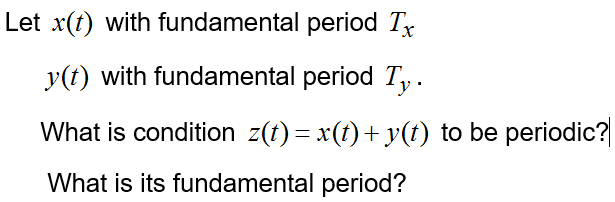 Let x(t) with fundamental period Tₓ
y(t) with fundamental period T_y .
What is condition z(t) = x(t) + y(t) to be periodic?
What is its fundamental period?